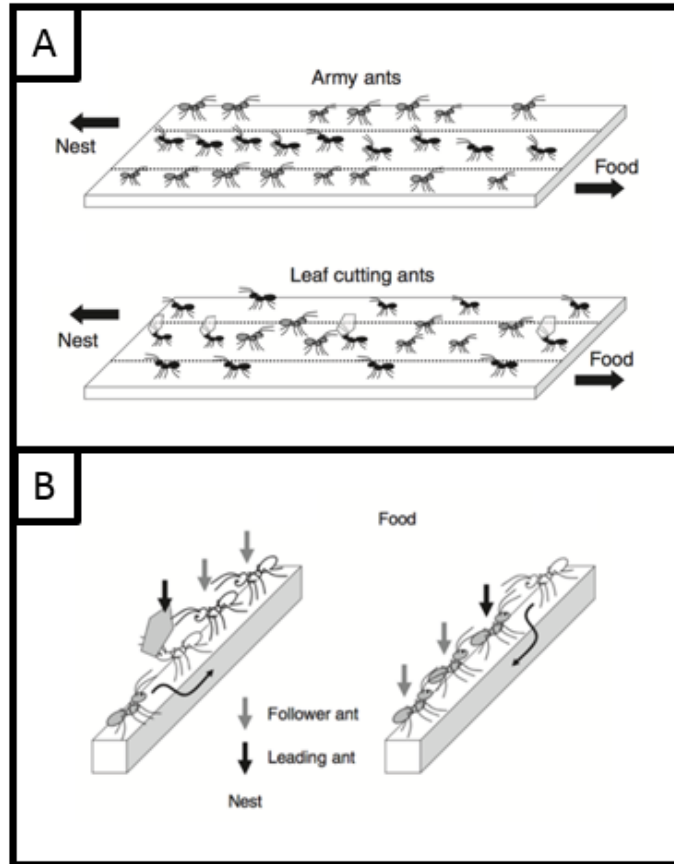 A
Army ants
Nest
Food
Leaf cutting ants
Nest
Food
B
Food
Follower ant
Leading ant
Nest